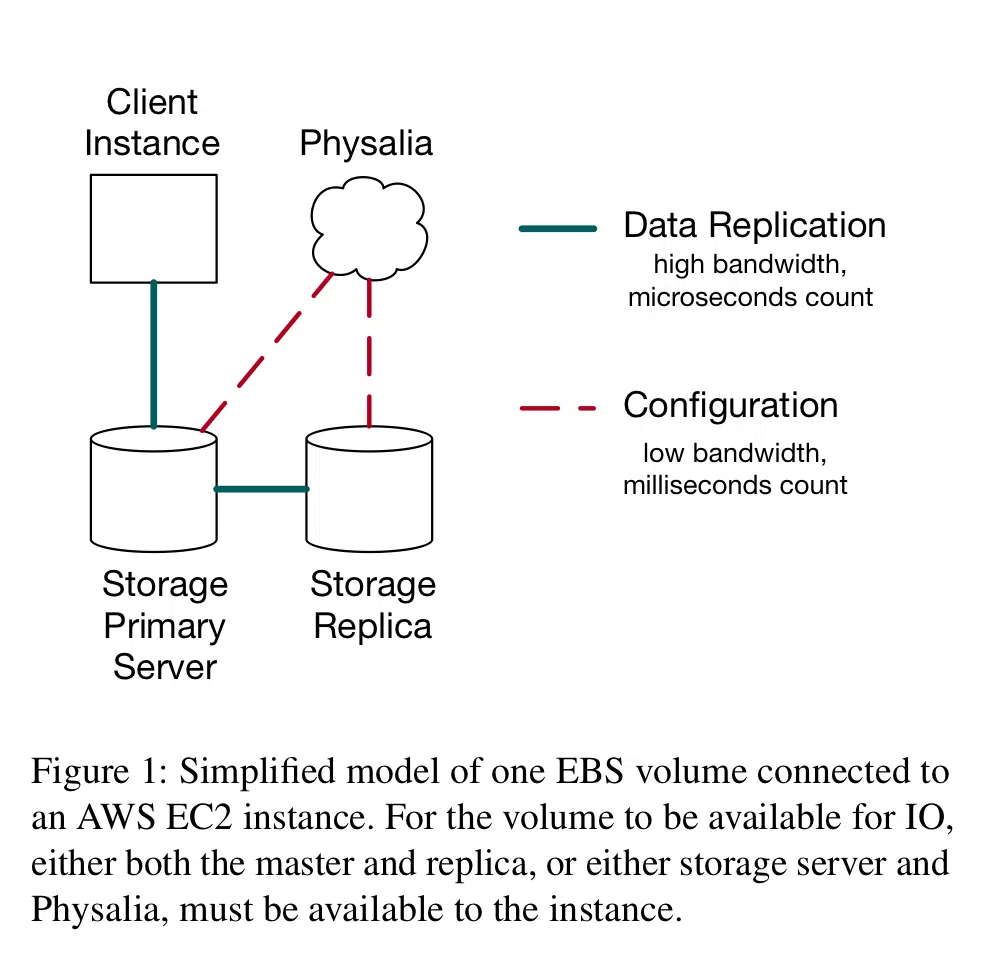 Client
Instance
Physalia
Data Replication
high bandwidth,
microseconds count
Configuration
low bandwidth,
milliseconds count
Storage
Primary
Server
Storage
Replica
Figure 1: Simplified model of one EBS volume connected to
an AWS EC2 instance. For the volume to be available for IO,
either both the master and replica, or either storage server and
Physalia, must be available to the instance.